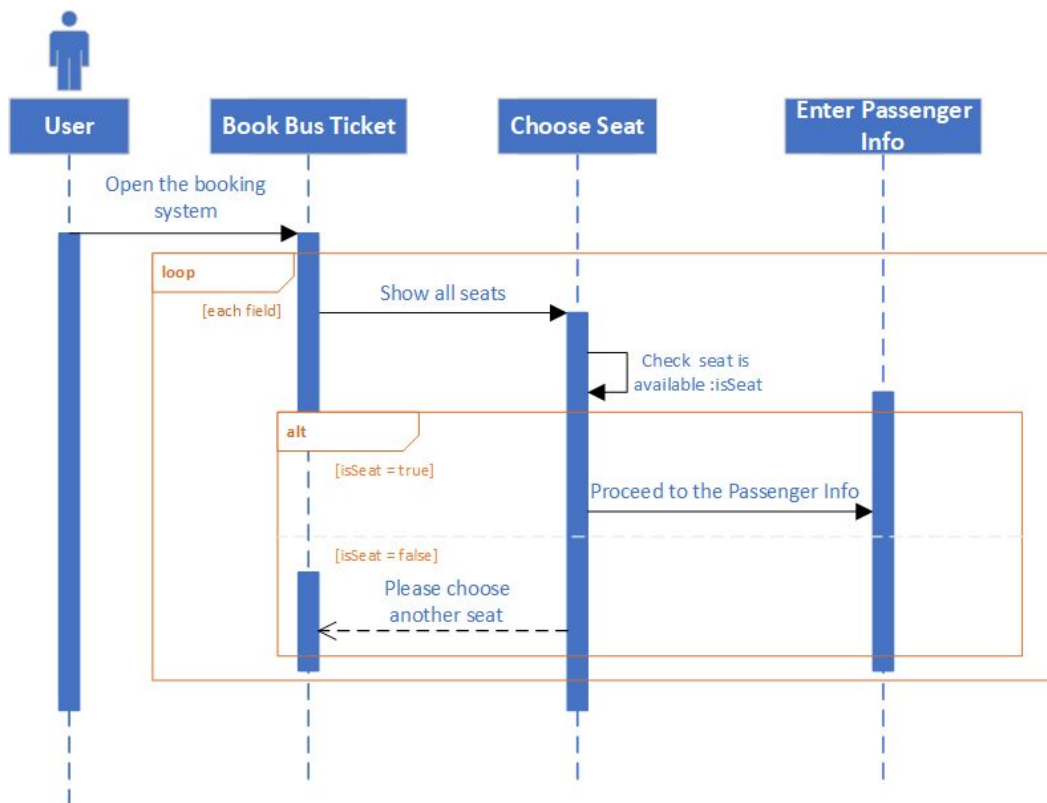 User
Book Bus Ticket
Choose Seat
Enter Passenger
Info
Open the booking
system
loop
[each field]
Show all seats
Check  seat is
available :isSeat
alt
[isSeat = true]
Proceed to the Passenger Info
[isSeat = false]
Please choose
another seat